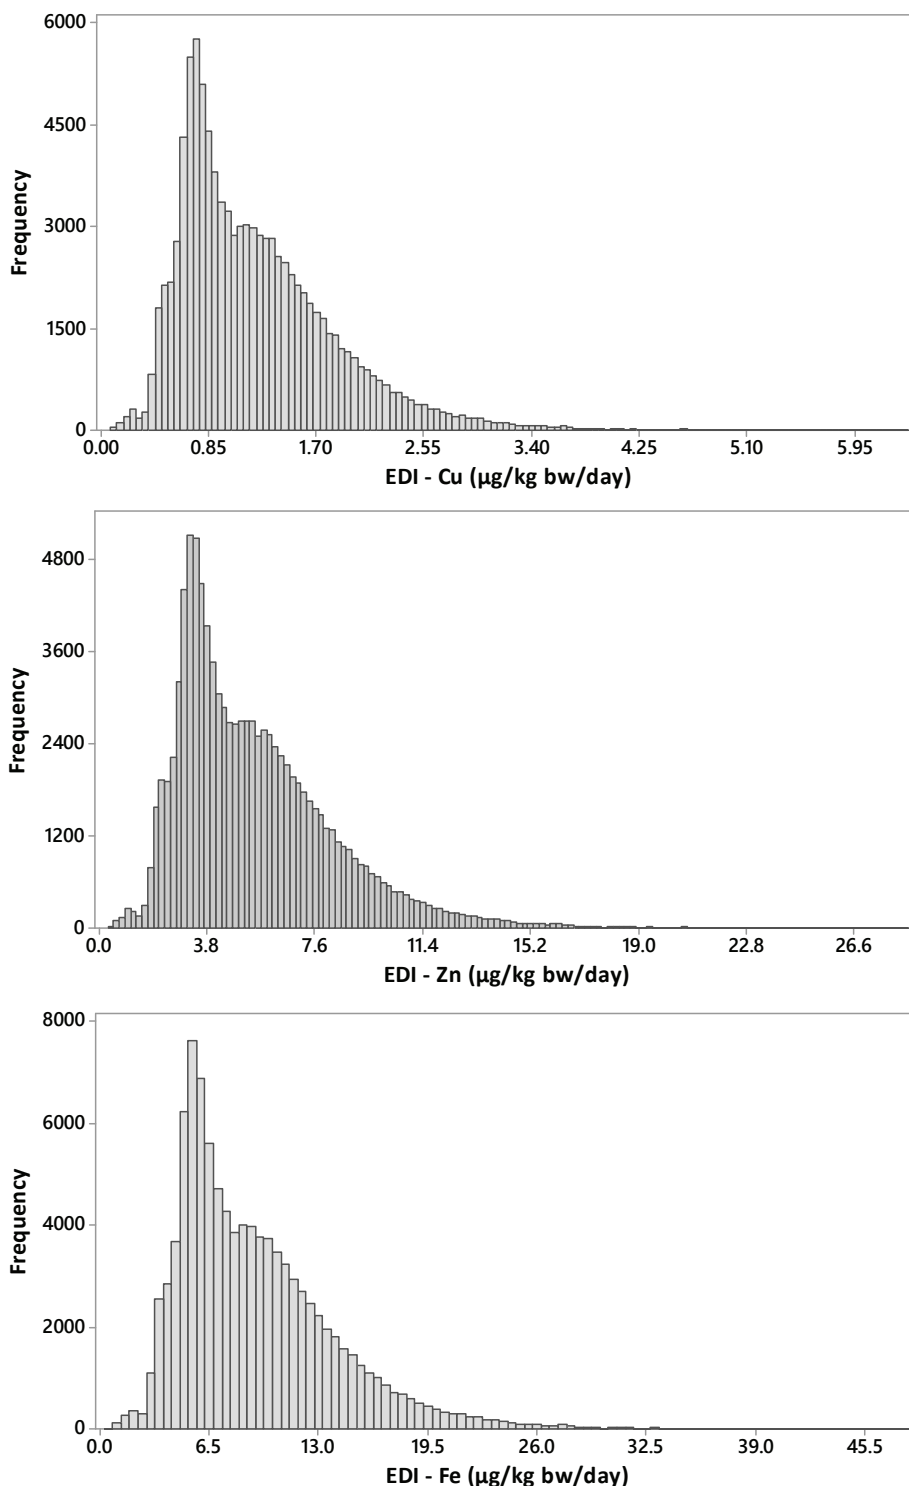 6000
4500
3000
1500
0
Frequency
0.00 0.85 1.70 2.55 3.40 4.25 5.10 5.95
EDI - Cu (µg/kg bw/day)
4800
3600
2400
1200
0
Frequency
0.0 3.8 7.6 11.4 15.2 19.0 22.8 26.6
EDI - Zn (µg/kg bw/day)
8000
6000
4000
2000
0
Frequency
0.0 6.5 13.0 19.5 26.0 32.5 39.0 45.5
EDI - Fe (µg/kg bw/day)